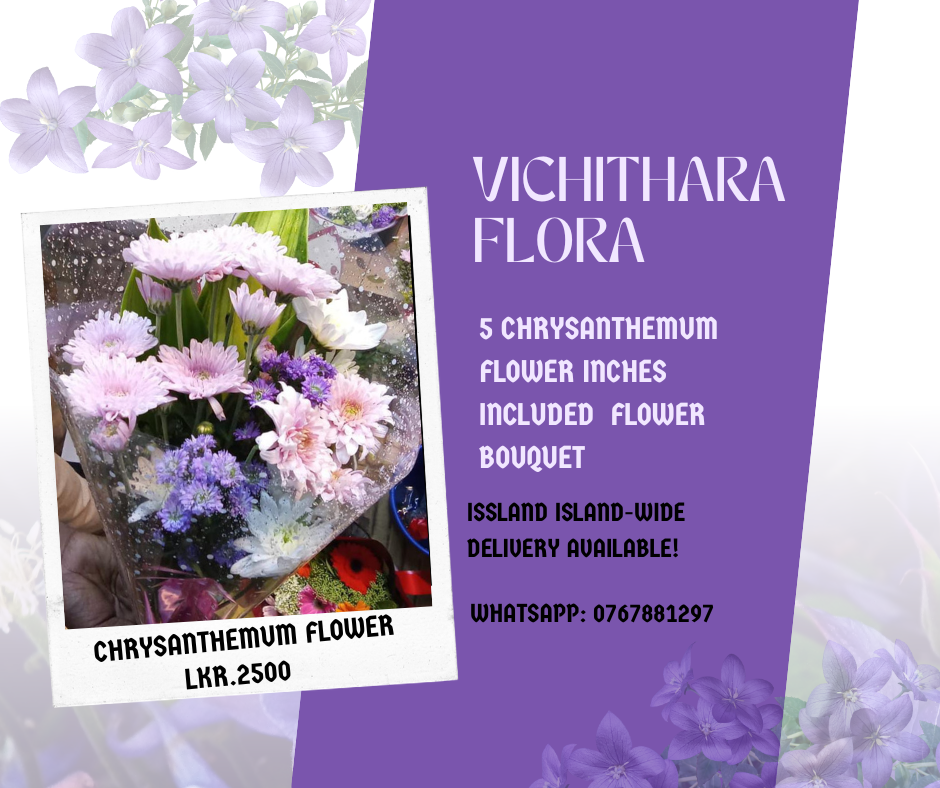 VICHITHARA
FLORA
5 CHRYSANTHEMUM
FLOWER INCHES
INCLUDED FLOWER
BOUQUET
ISSLAND ISLAND-WIDE
DELIVERY AVAILABLE!
WHATSAPP: 0767881297
CHRYSANTHEMUM FLOWER
LKR.2500